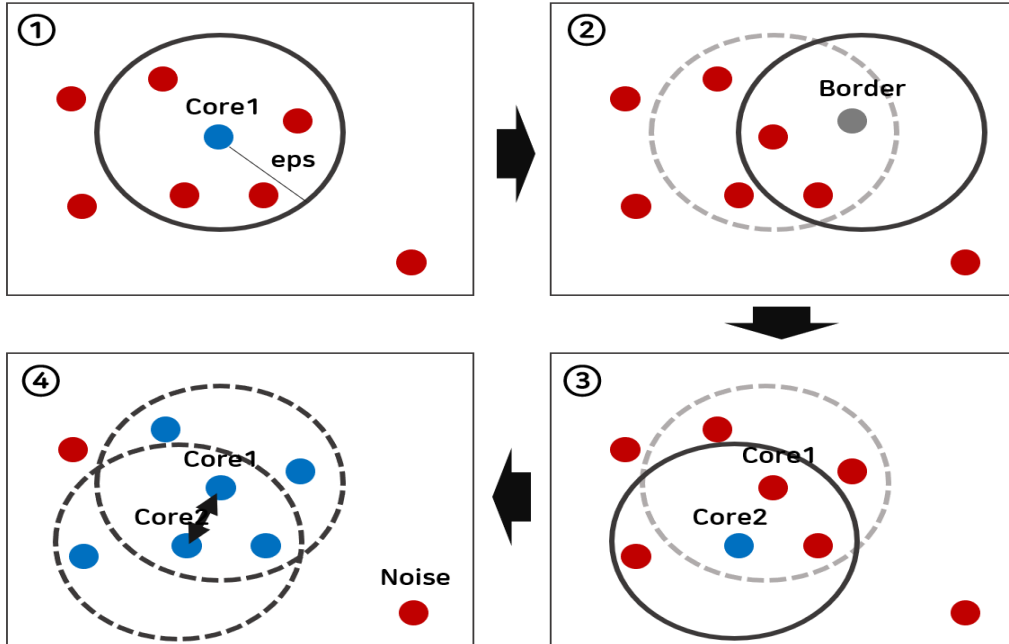 ①
Core1
eps
②
Border
③
Core1
Core2
④
Core1
Core2
Noise